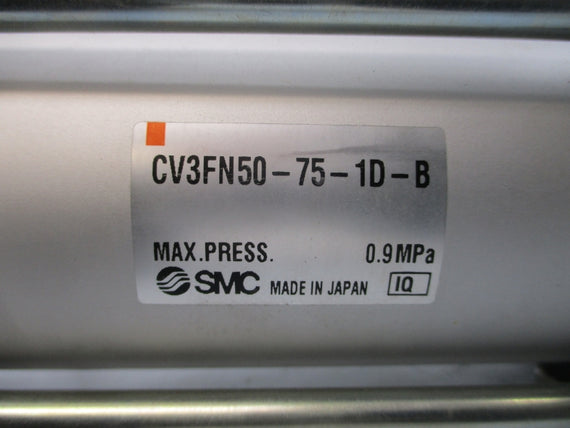 CV3FN50-75-1D-B
MAX.PRESS. 0.9MPa
SMC MADE IN JAPAN IQ